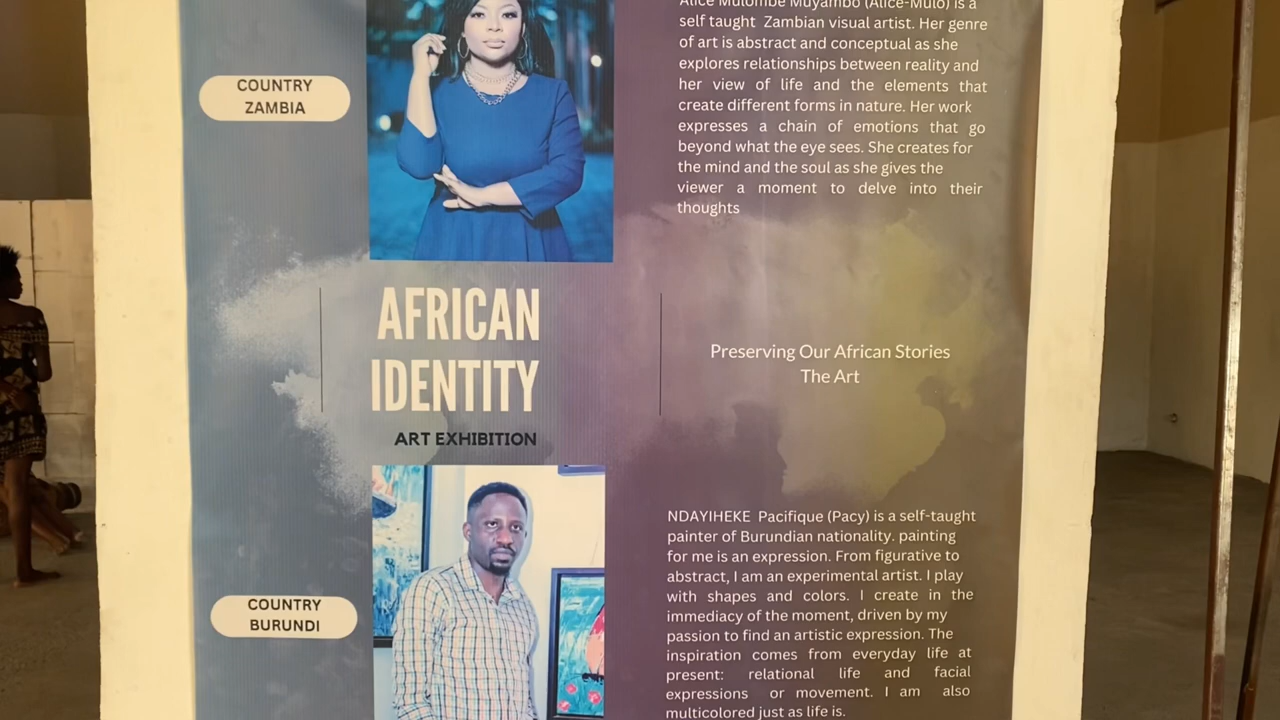 Alice Mulombe Muyambo (Alice-Mulo) is a
self taught Zambian visual artist. Her genre
of art is abstract and conceptual as she
explores relationships between reality and
her view of life and the elements that
create different forms in nature. Her work
expresses a chain of emotions that go
beyond what the eye sees. She creates for
the mind and the soul as she gives the
viewer a moment to delve into their
thoughts
COUNTRY
ZAMBIA
AFRICAN
IDENTITY
ART EXHIBITION
Preserving Our African Stories
The Art
COUNTRY
BURUNDI
NDAYIHEKE Pacifique (Pacy) is a self-taught
painter of Burundian nationality. painting
for me is an expression. From figurative to
abstract, I am an experimental artist. I play
with shapes and colors. I create in the
immediacy of the moment, driven by my
passion to find an artistic expression. The
inspiration comes from everyday life at
present: relational life and facial
expressions or movement. I am also
multicolored just as life is.